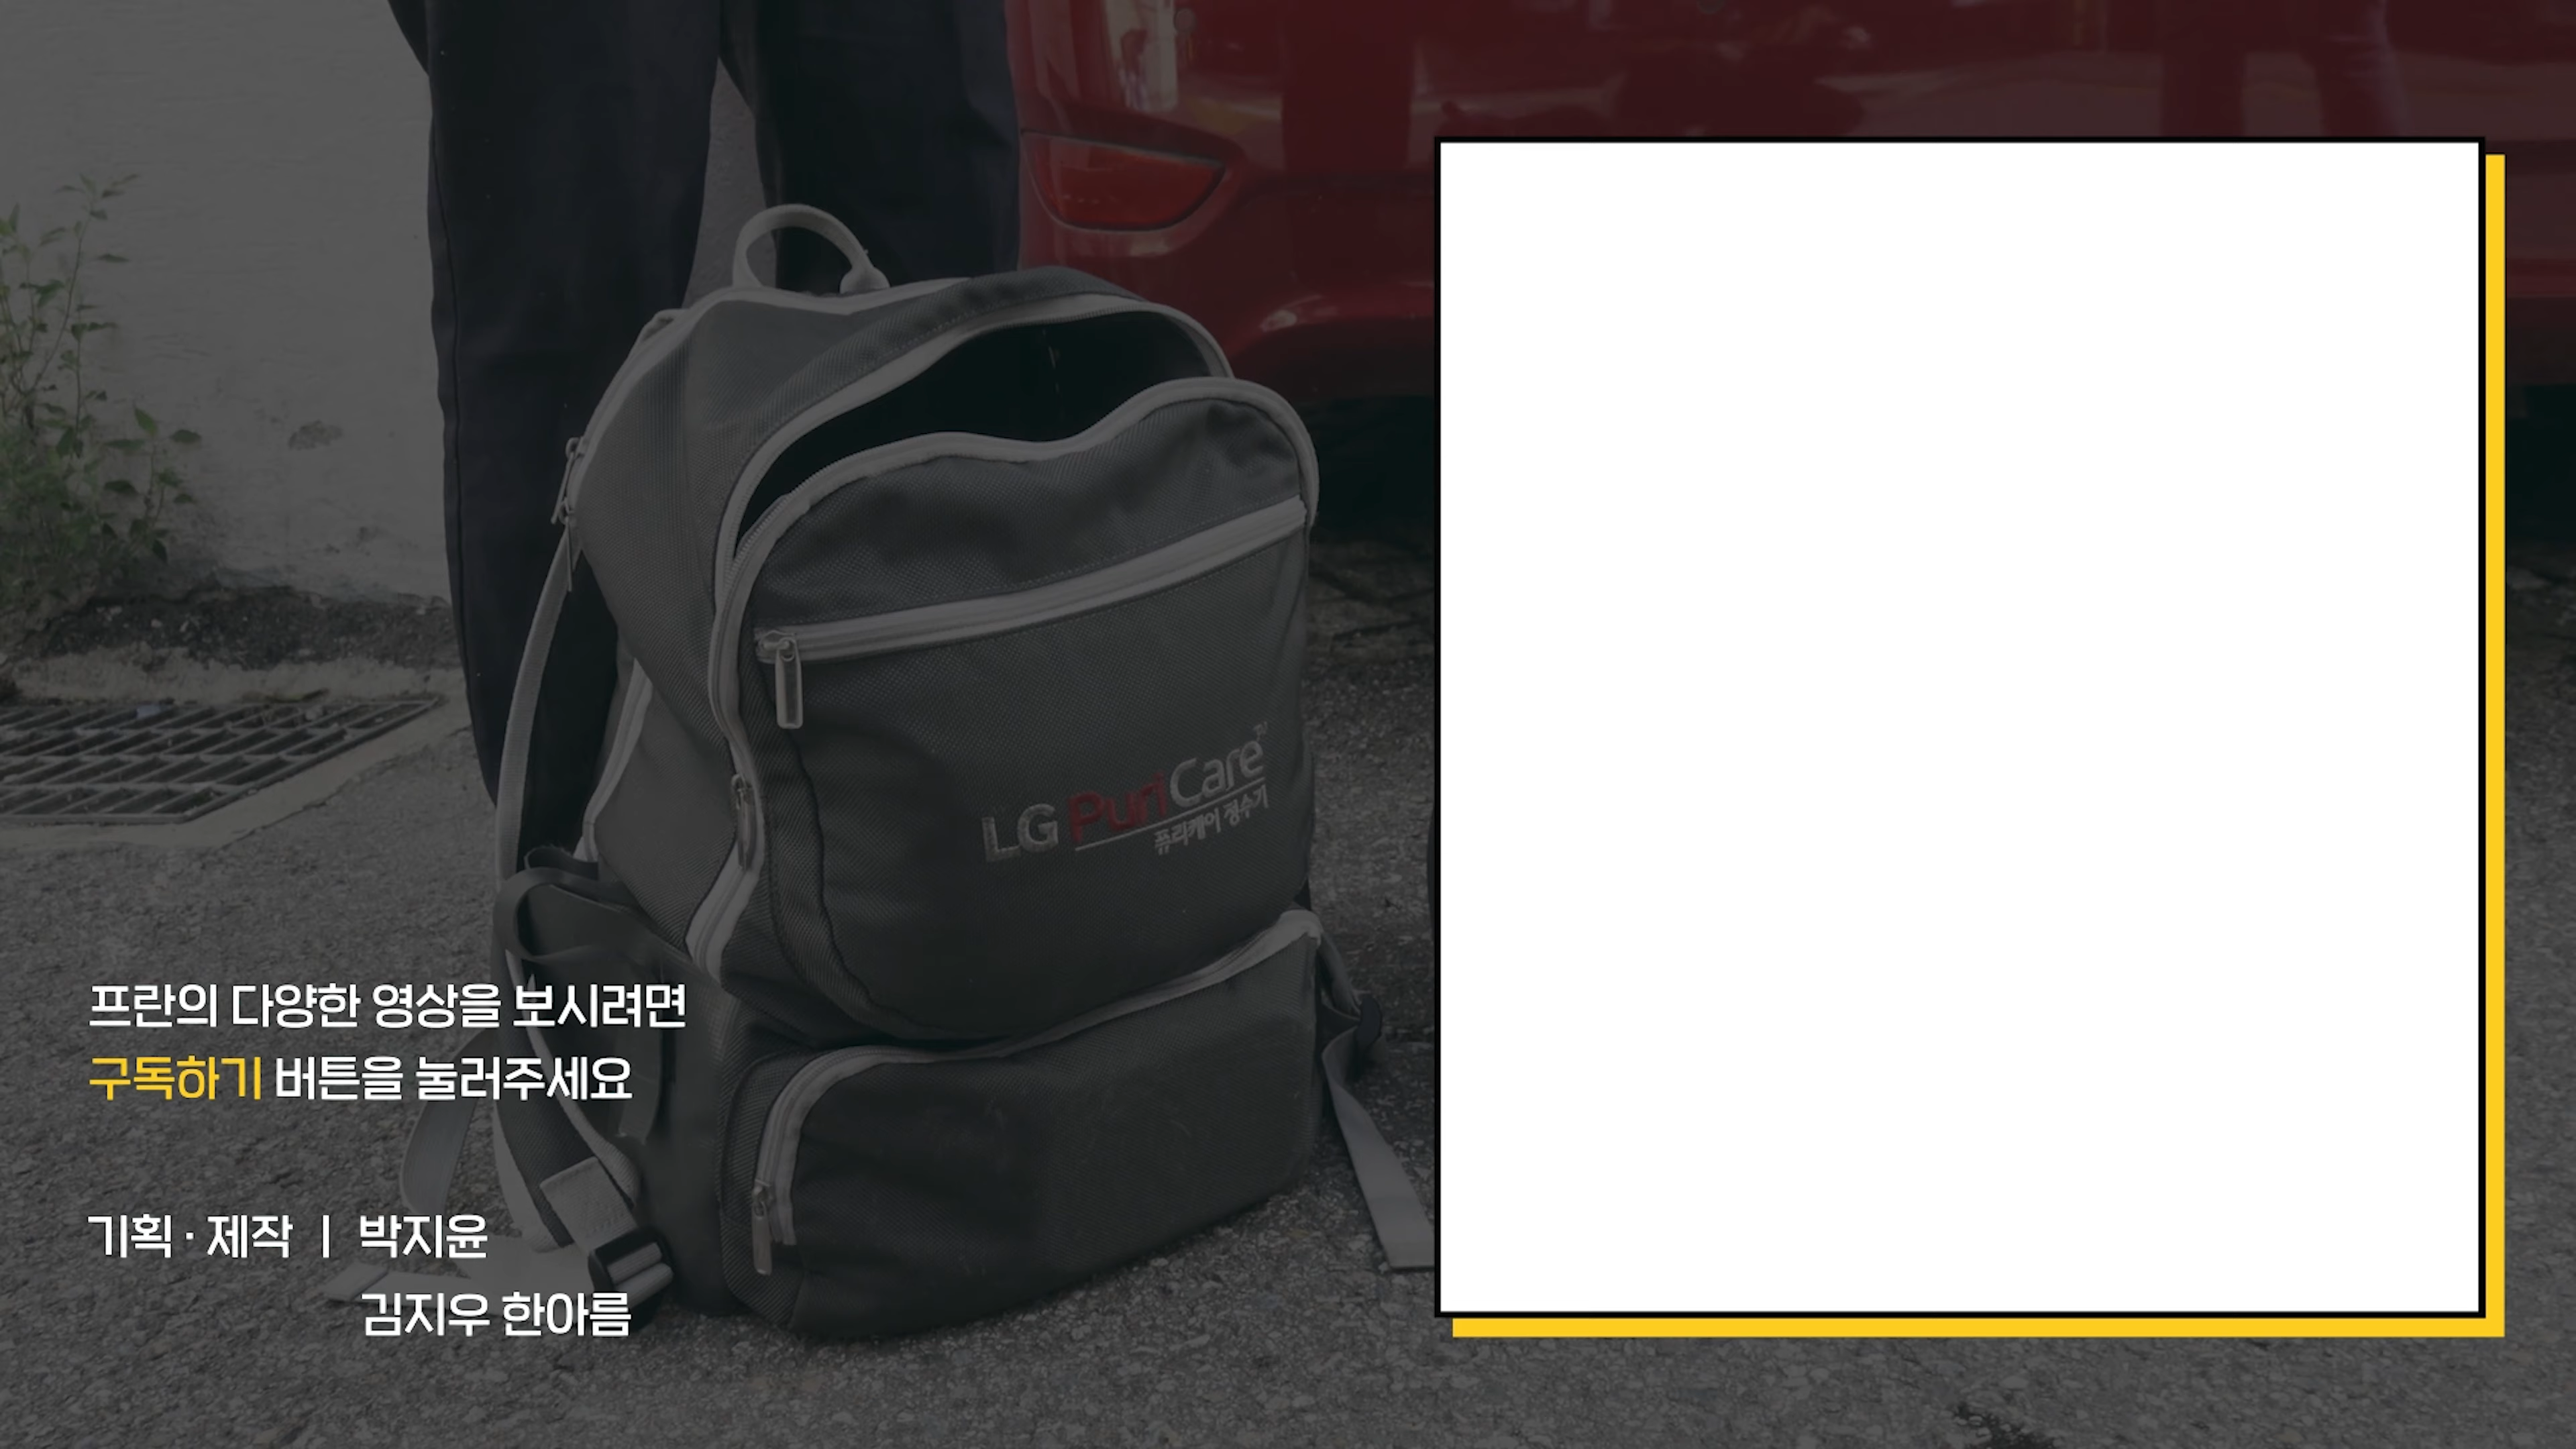 LG PuriCare™
퓨리케어 정수기
프란의 다양한 영상을 보시려면
구독하기 버튼을 눌러주세요
기획 · 제작 | 박지윤
김지우 한아름